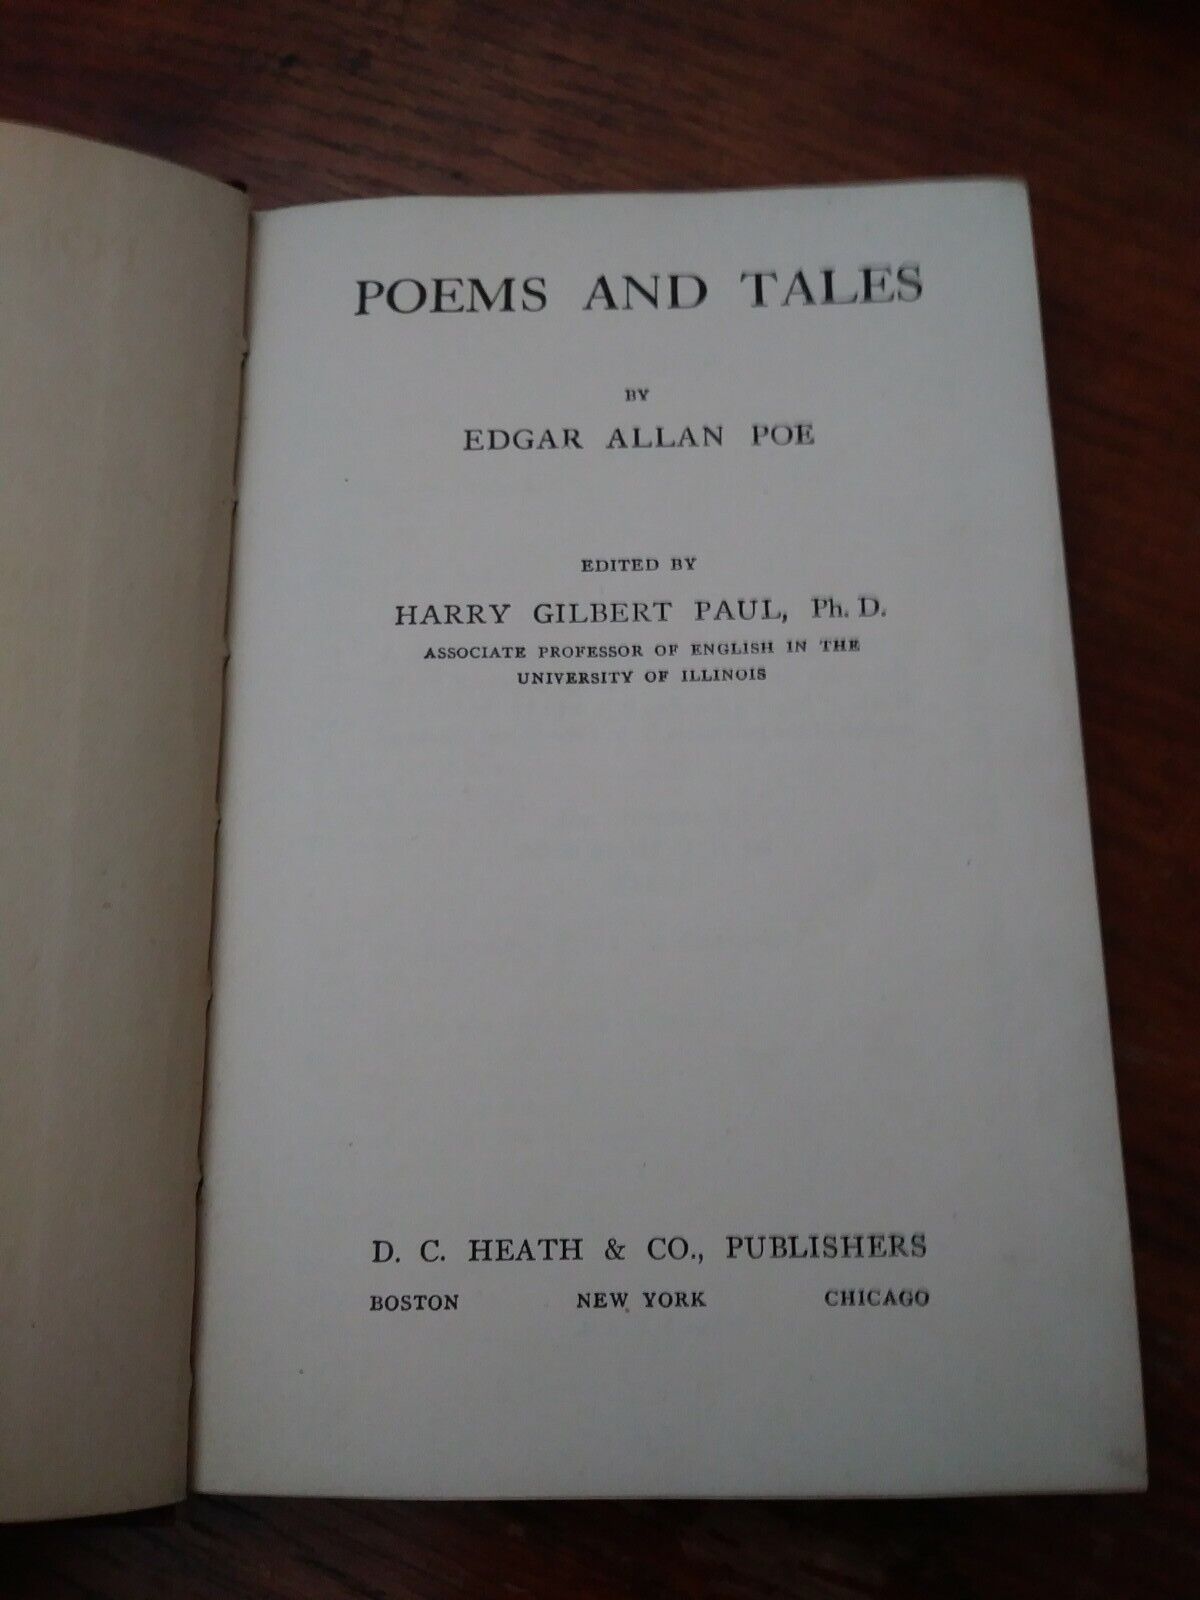 POEMS AND TALES
BY
EDGAR ALLAN POE
EDITED BY
HARRY GILBERT PAUL, Ph. D.
ASSOCIATE PROFESSOR OF ENGLISH IN THE
UNIVERSITY OF ILLINOIS
D. C. HEATH & CO., PUBLISHERS
BOSTON NEW YORK CHICAGO